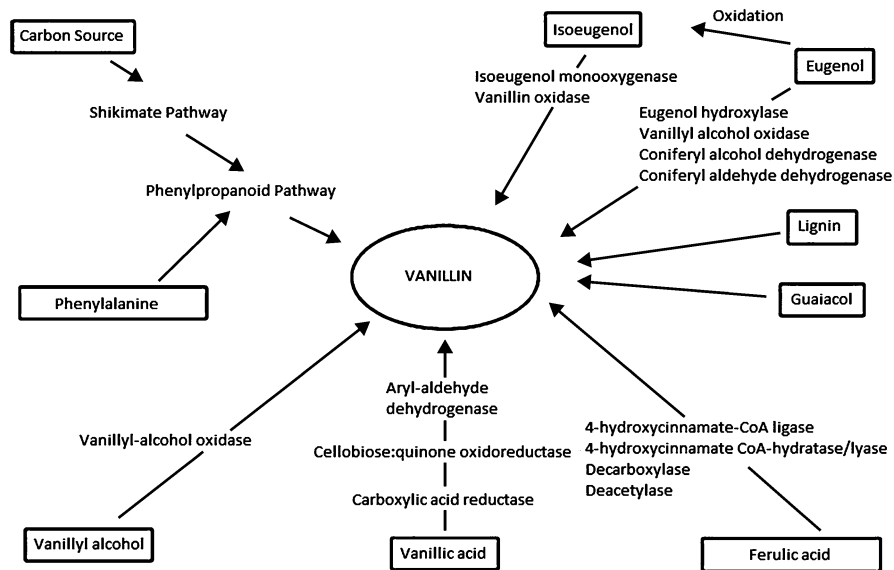 Carbon Source
Shikimate Pathway
Phenylpropanoid Pathway
Phenylalanine
Isoeugenol
Oxidation
Eugenol
Isoeugenol monooxygenase
Vanillin oxidase
Eugenol hydroxylase
Vanillyl alcohol oxidase
Coniferyl alcohol dehydrogenase
Coniferyl aldehyde dehydrogenase
VANILLIN
Lignin
Guaiacol
Vanillyl-alcohol oxidase
Vanillyl alcohol
Aryl-aldehyde
dehydrogenase
Cellobiose:quinone oxidoreductase
Carboxylic acid reductase
Vanillic acid
4-hydroxycinnamate-CoA ligase
4-hydroxycinnamate CoA-hydratase/lyase
Decarboxylase
Deacetylase
Ferulic acid